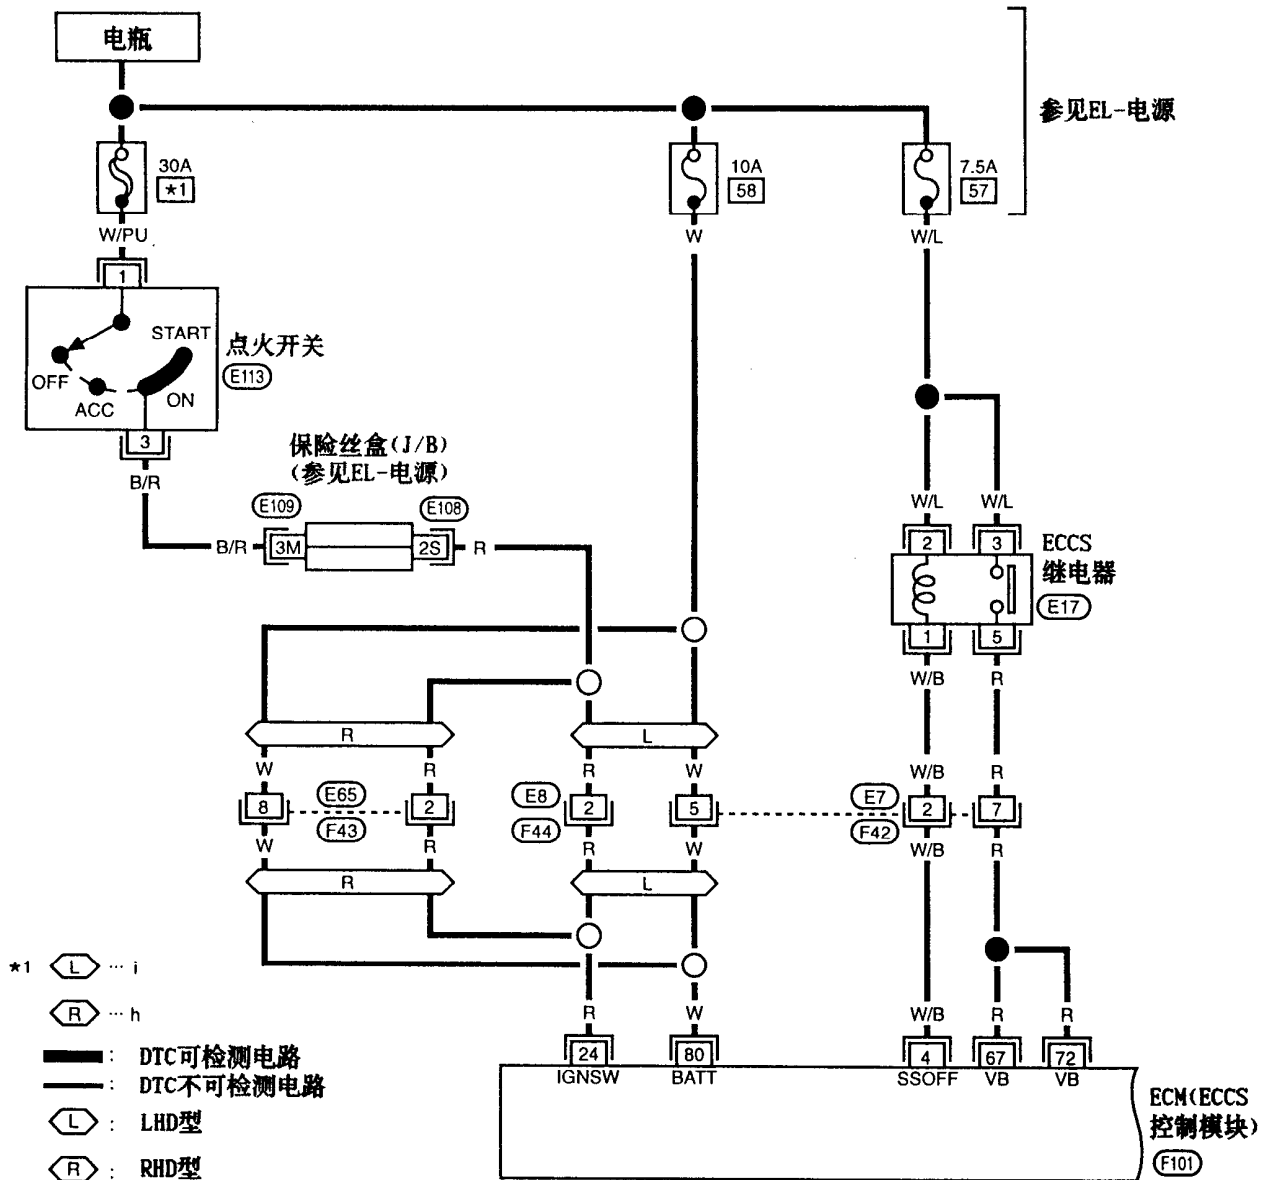 电瓶
参见EL-电源
30A
*1
10A
58
7.5A
57
W/PU
W
W/L
1
START
OFF
ACC
ON
点火开关
E113
3
B/R
保险丝盒(J/B)
(参见EL-电源)
E109
E108
B/R
3M
2S
R
W/L
W/L
2
3
ECCS
继电器
E17
1
5
W/B
R
R
L
W
R
R
W
W/B
R
8
E65
F43
2
E8
F44
2
5
E7
F42
2
7
W
R
R
W
W/B
R
R
L
*1
L
… i
R
… h
R
W
W/B
R
R
24
80
4
67
72
IGNSW
BATT
SSOFF
VB
VB
: DTC可检测电路
: DTC不可检测电路
L : LHD型
R : RHD型
ECM(ECCS
控制模块)
F101